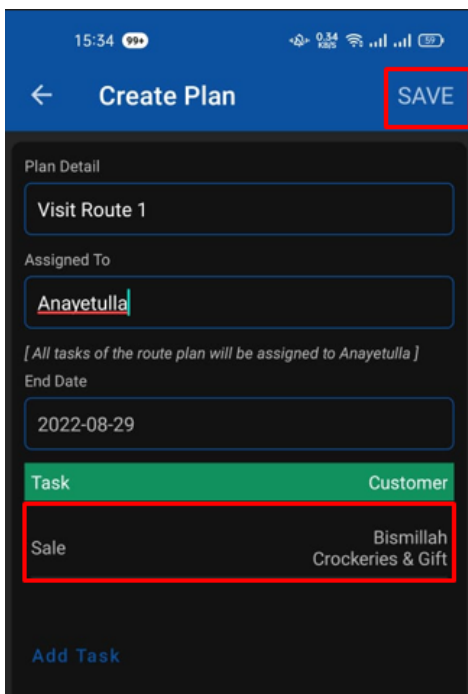 15:34 99+ 0.34 KB/S 59
Create Plan SAVE
Plan Detail
Visit Route 1
Assigned To
Anayetulla
[ All tasks of the route plan will be assigned to Anayetulla ]
End Date
2022-08-29
Task Customer
Sale Bismillah
Crockeries & Gift
Add Task